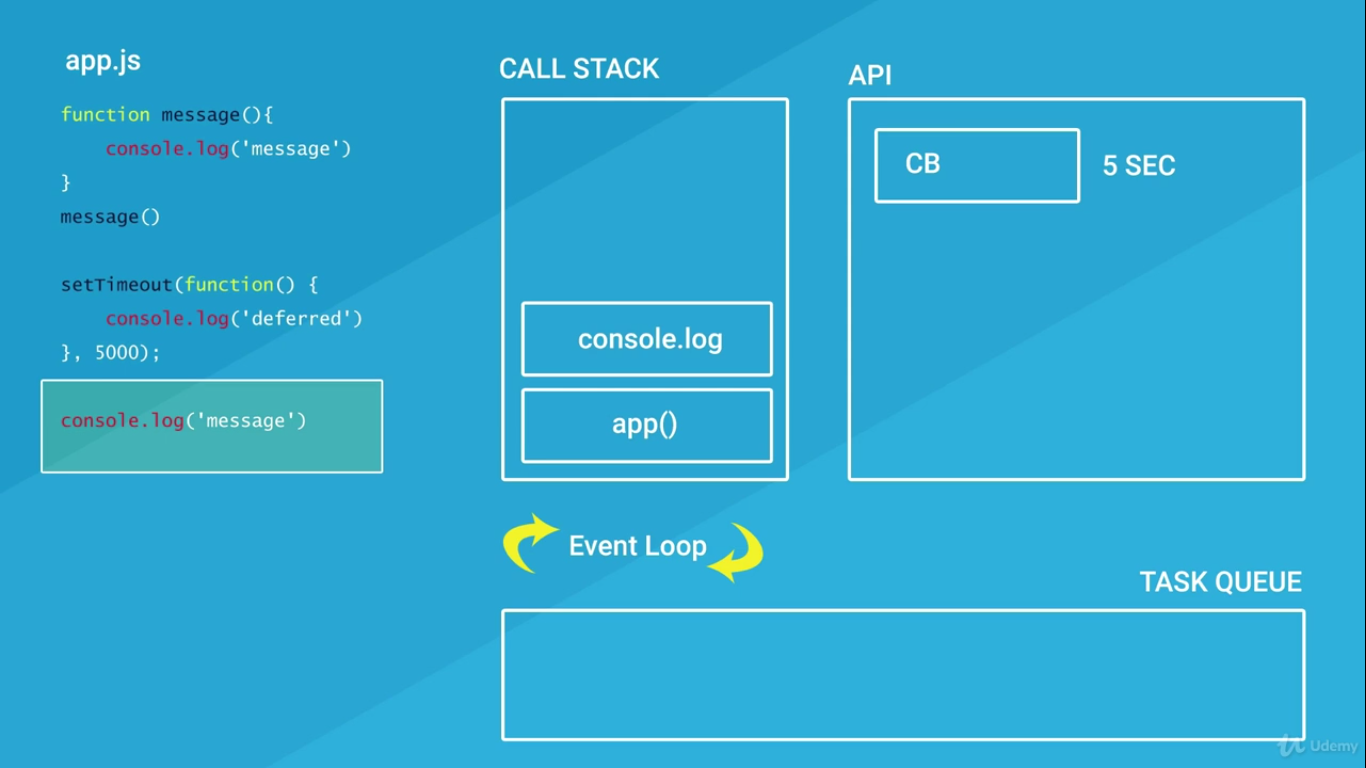 app.js
function message(){
console.log('message')
}
message()
setTimeout(function() {
console.log('deferred')
}, 5000);
console.log('message')
CALL STACK
console.log
app()
API
CB
5 SEC
Event Loop
TASK QUEUE
Udemy